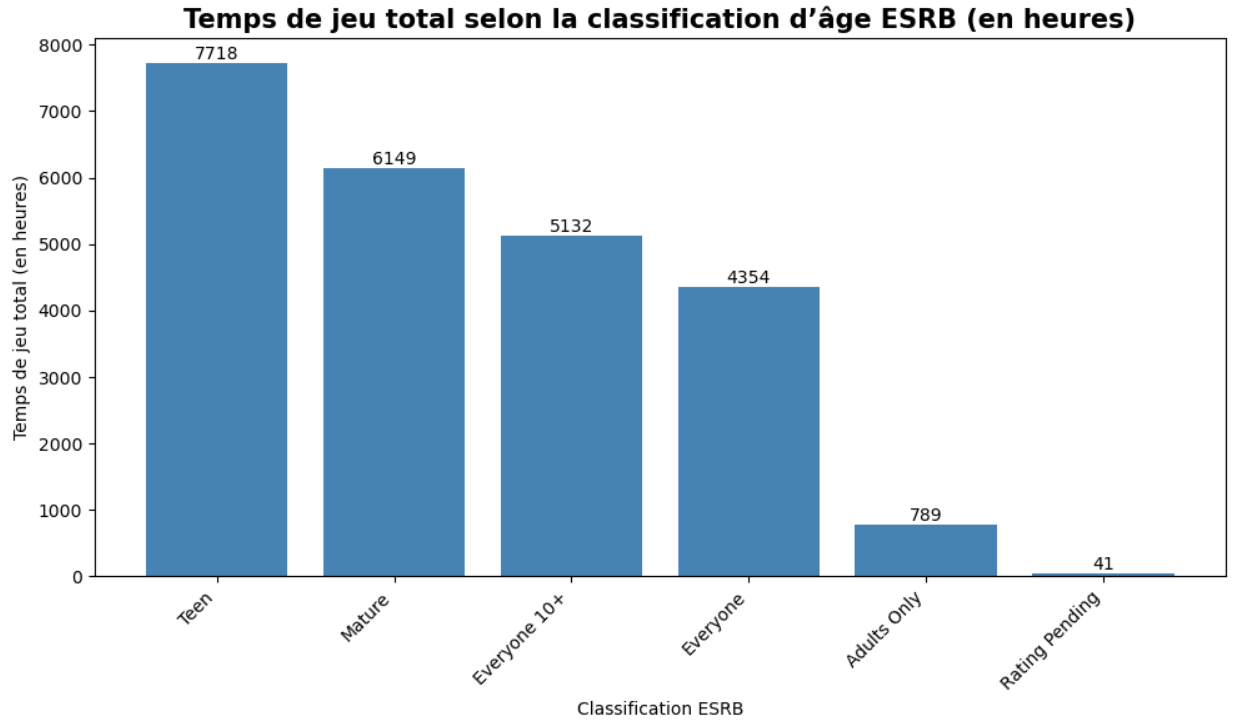 Temps de jeu total selon la classification d’âge ESRB (en heures)
Temps de jeu total (en heures)
8000
7000
6000
5000
4000
3000
2000
1000
0
7718
6149
5132
4354
789
41
Teen
Mature
Everyone 10+
Everyone
Adults Only
Rating Pending
Classification ESRB